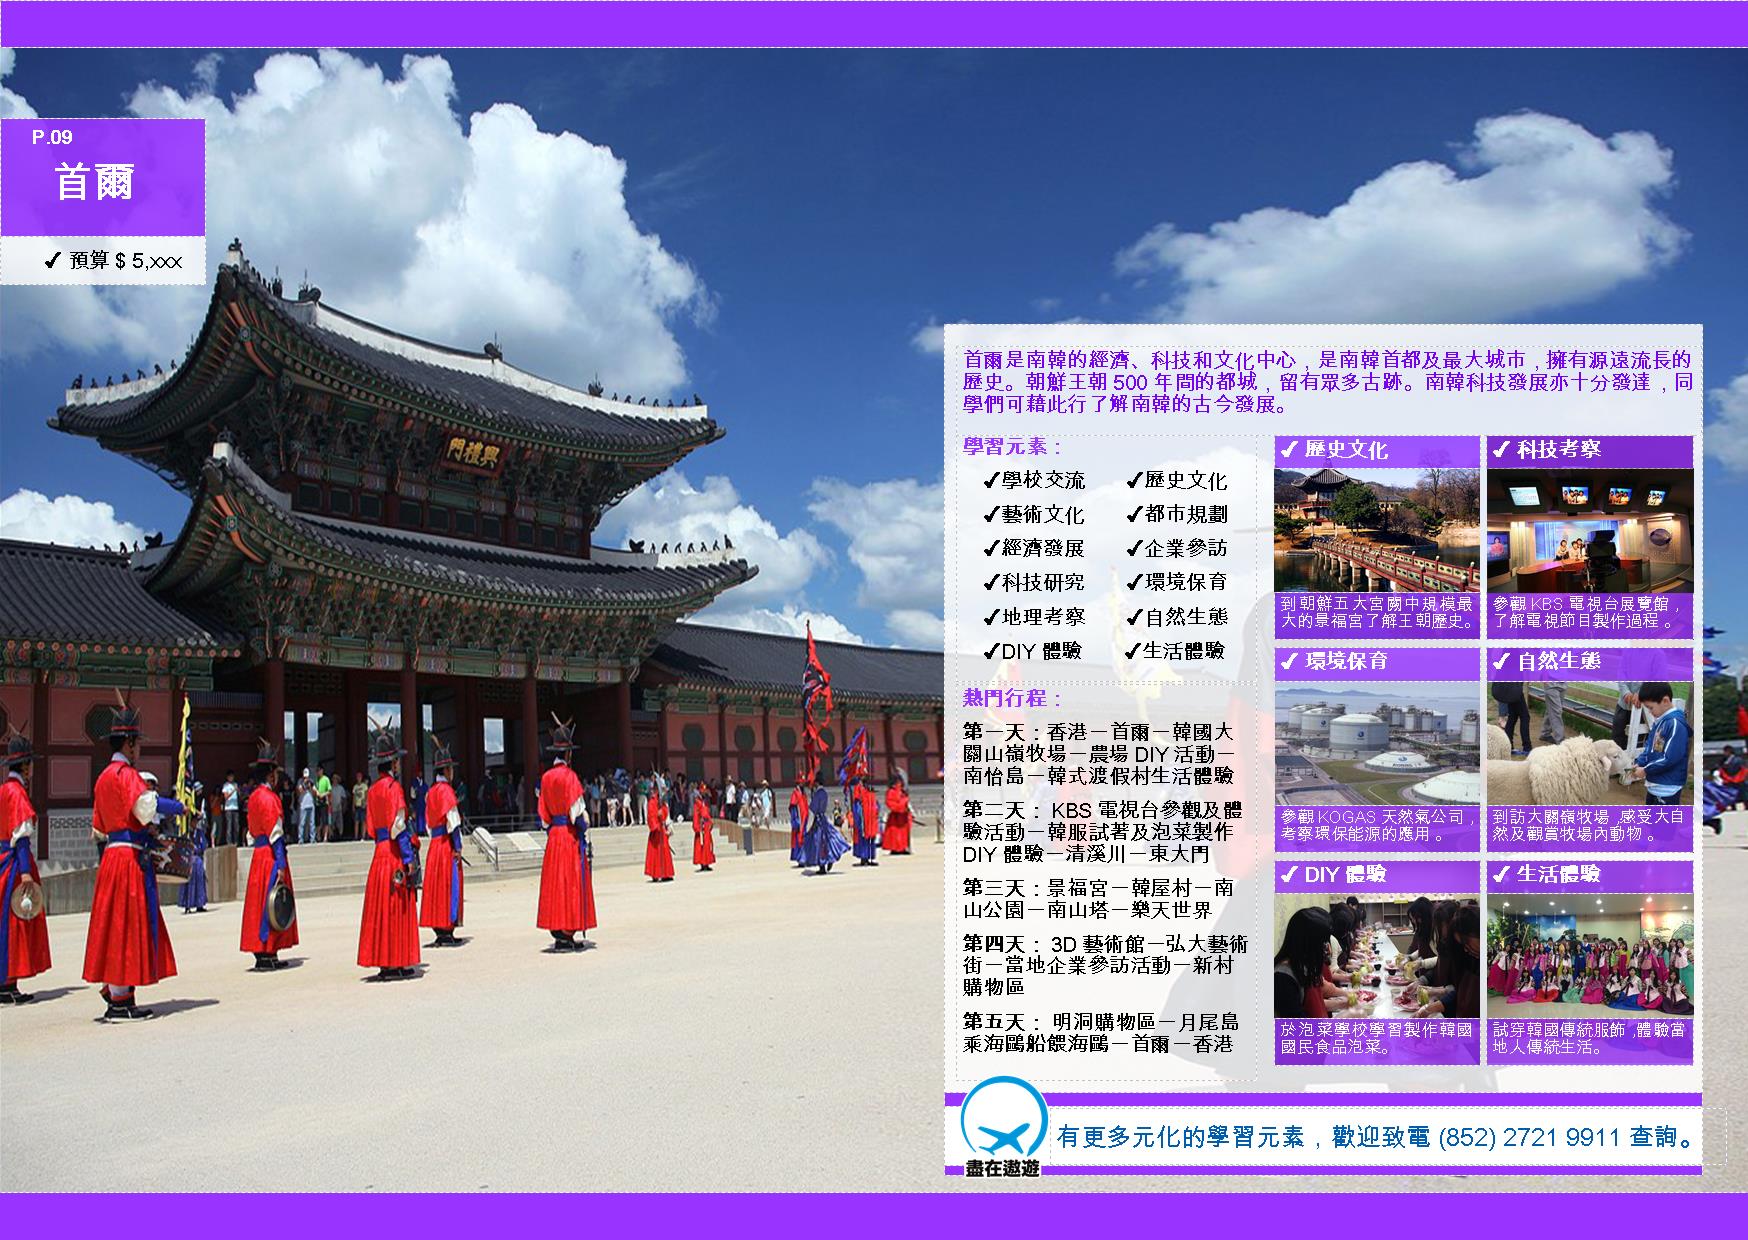 P.09
首爾
✔ 預算 $ 5,xxx
興禮門
首爾是南韓的經濟、科技和文化中心，是南韓首都及最大城市，擁有源遠流長的
歷史。朝鮮王朝 500 年間的都城，留有眾多古跡。南韓科技發展亦十分發達，同
學們可藉此行了解南韓的古今發展。
學習元素：
✔學校交流 ✔歷史文化
✔藝術文化 ✔都市規劃
✔經濟發展 ✔企業參訪
✔科技研究 ✔環境保育
✔地理考察 ✔自然生態
✔DIY 體驗 ✔生活體驗
熱門行程：
第一天：香港－首爾－韓國大
關山嶺牧場－農場 DIY 活動－
南怡島－韓式渡假村生活體驗
第二天： KBS 電視台參觀及體
驗活動－韓服試著及泡菜製作
DIY 體驗－清溪川－東大門
第三天：景福宮－韓屋村－南
山公園－南山塔－樂天世界
第四天： 3D 藝術館－弘大藝術
街－當地企業參訪活動－新村
購物區
第五天： 明洞購物區－月尾島
乘海鷗船餵海鷗－首爾－香港
✔ 歷史文化
到朝鮮五大宮闕中規模最
大的景福宮了解王朝歷史。
✔ 科技考察
參觀 KBS 電視台展覽館，
了解電視節目製作過程。
✔ 環境保育
參觀 KOGAS 天然氣公司，
考察環保能源的應用。
✔ 自然生態
到訪大關嶺牧場,感受大自
然及觀賞牧場內動物。
✔ DIY 體驗
於泡菜學校學習製作韓國
國民食品泡菜。
✔ 生活體驗
試穿韓國傳統服飾,體驗當
地人傳統生活。
盡在遨遊
有更多元化的學習元素，歡迎致電 (852) 2721 9911 查詢。